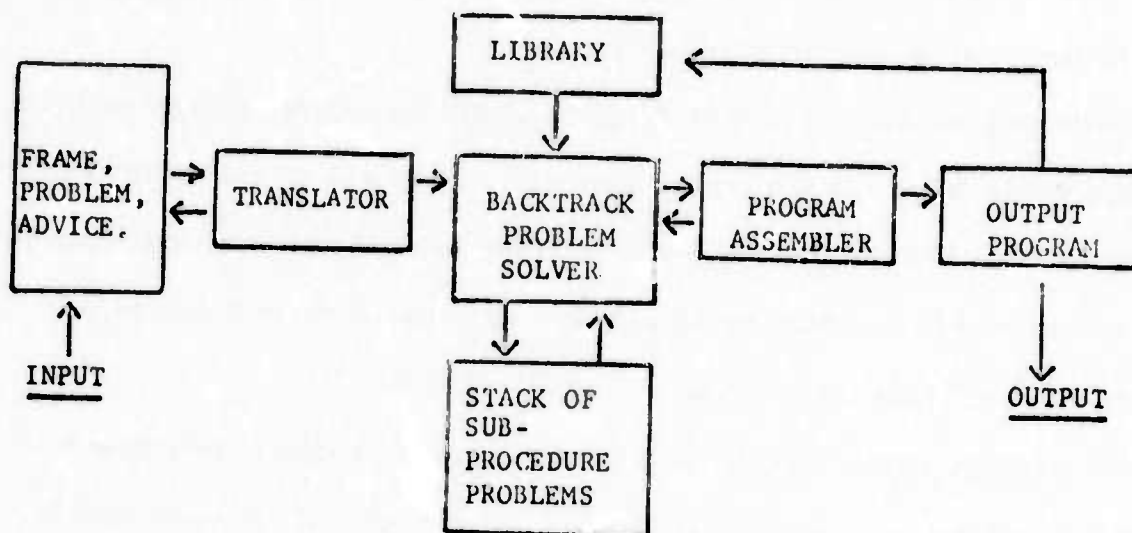 LIBRARY
FRAME,
PROBLEM,
ADVICE.
TRANSLATOR
BACKTRACK
PROBLEM
SOLVER
PROGRAM
ASSEMBLER
OUTPUT
PROGRAM
INPUT
STACK OF
SUB-
PROCEDURE
PROBLEMS
OUTPUT